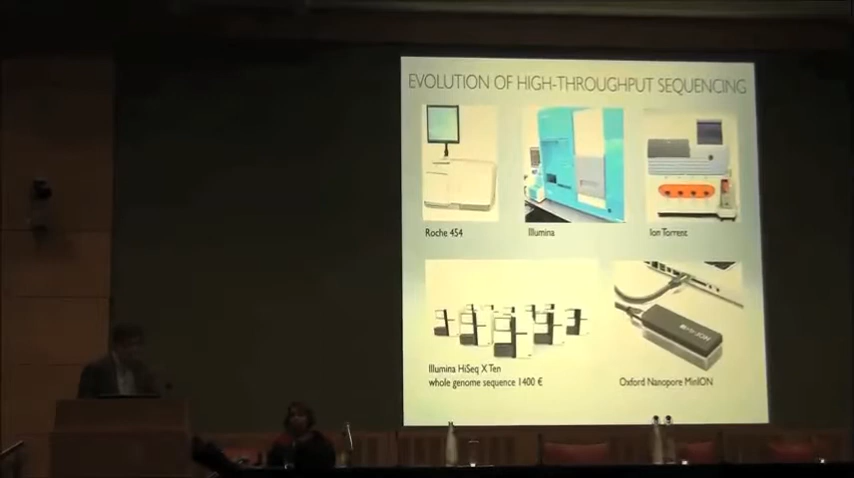 EVOLUTION OF HIGH-THROUGHPUT SEQUENCING
Roche 454
Illumina
Ion Torrent
Illumina HiSeq X Ten
whole genome sequence 1400 €
Oxford Nanopore MinION